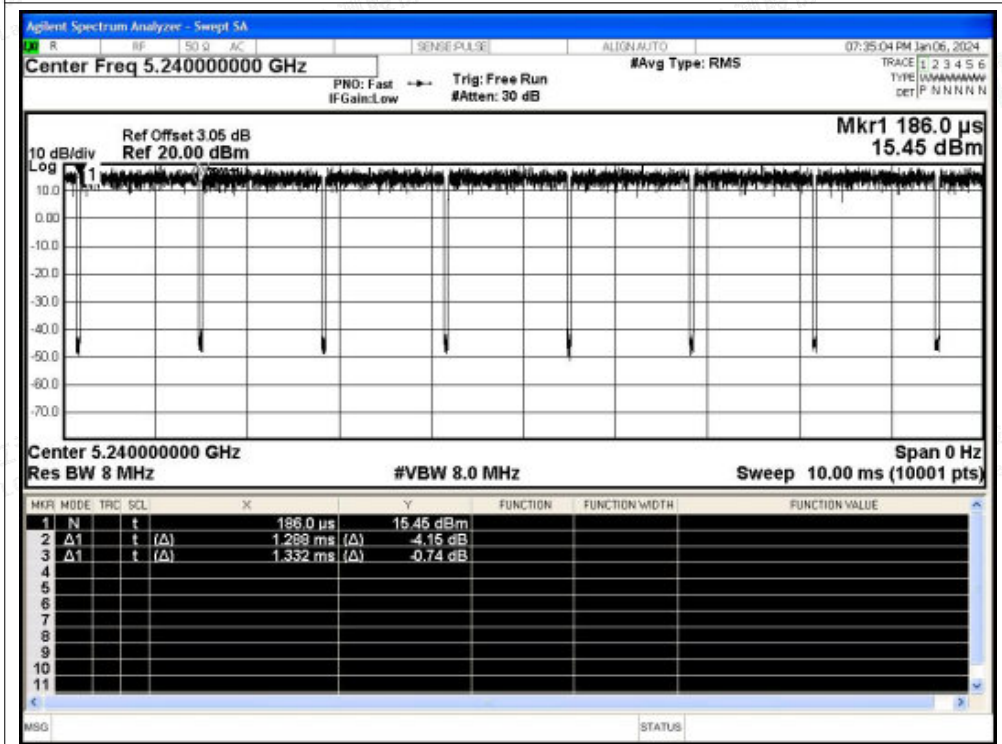 Agilent Spectrum Analyzer - Swept SA
LXI R RF 50 Ω AC SENSE:PULSE ALIGN AUTO 07:35:04 PM Jan 06, 2024
Center Freq 5.240000000 GHz #Avg Type: RMS TRACE 1 2 3 4 5 6
PNO: Fast Trig: Free Run TYPE WWWWWW
IFGain:Low #Atten: 30 dB DET P N N N N N
Mkr1 186.0 µs
Ref Offset 3.05 dB
10 dB/div Ref 20.00 dBm 15.45 dBm
Log
1
10.0
0.00
-10.0
-20.0
-30.0
-40.0
-50.0
-60.0
-70.0
Center 5.240000000 GHz Span 0 Hz
Res BW 8 MHz #VBW 8.0 MHz Sweep 10.00 ms (10001 pts)
MKR MODE TRC SCL X Y FUNCTION FUNCTION WIDTH FUNCTION VALUE
1 N t 186.0 µs 15.45 dBm
2 Δ1 t (Δ) 1.288 ms (Δ) -4.15 dB
3 Δ1 t (Δ) 1.332 ms (Δ) -0.74 dB
4
5
6
7
8
9
10
11
MSG STATUS